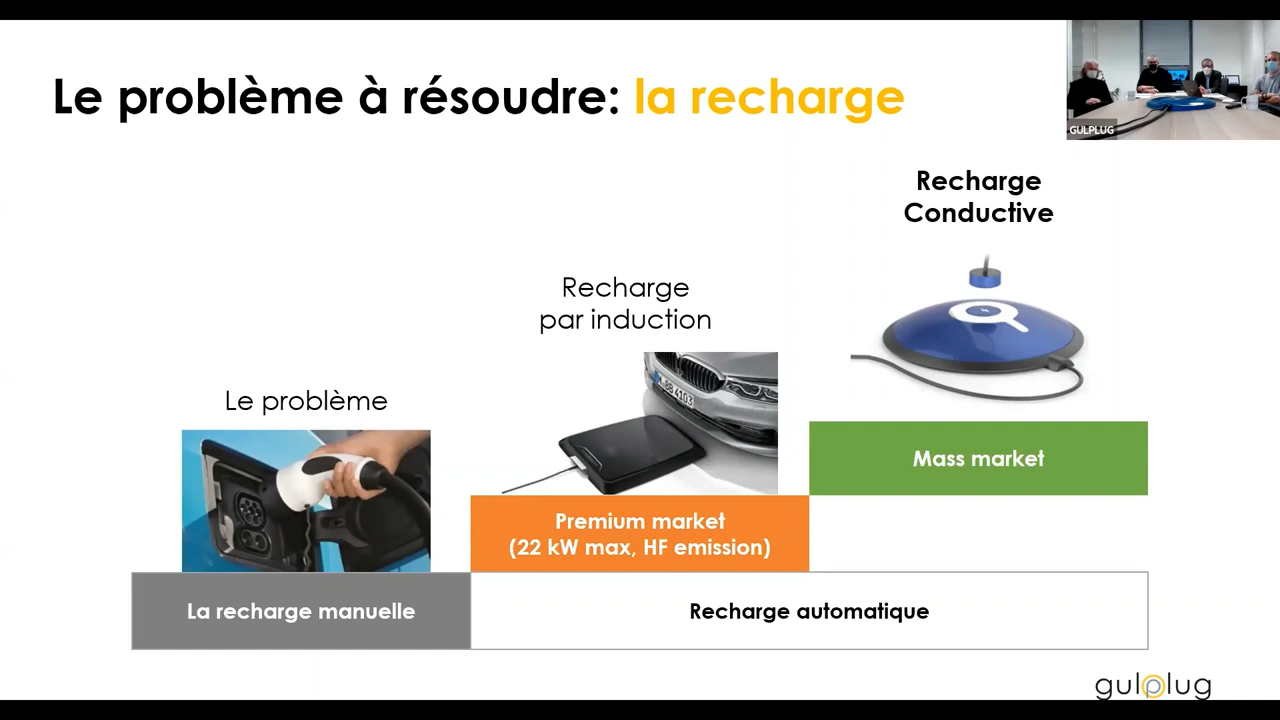 Le problème à résoudre: la recharge
GULPLUG
Recharge
Conductive
Recharge
par induction
Le problème
Mass market
Premium market
(22 kW max, HF emission)
La recharge manuelle
Recharge automatique
gulplug